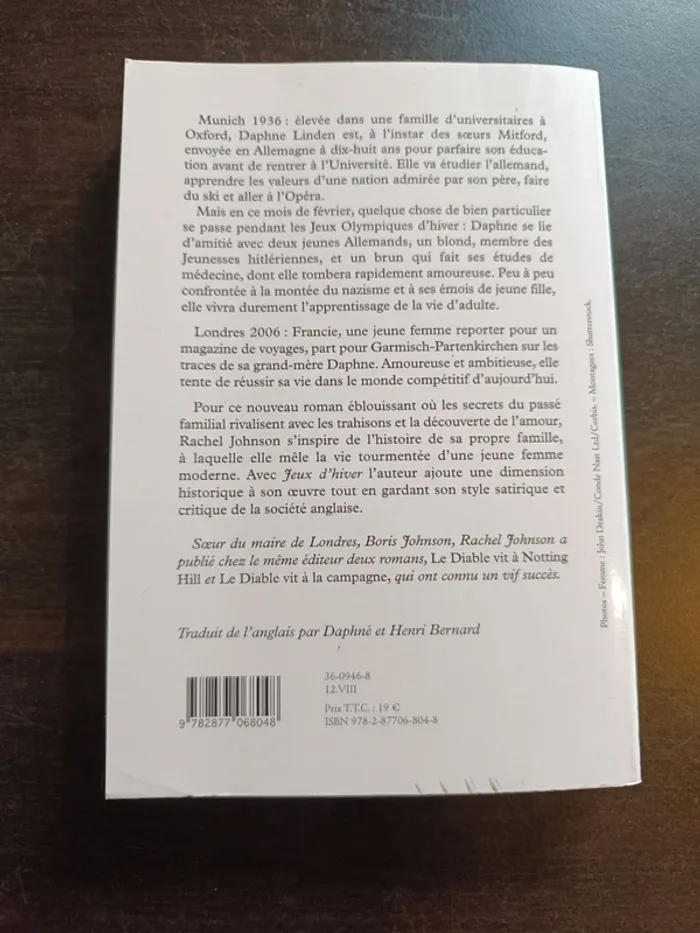 Munich 1936 : élevée dans une famille d'universitaires à
Oxford, Daphne Linden est, à l'instar des sœurs Mitford,
envoyée en Allemagne à dix-huit ans pour parfaire son éduca-
tion avant de rentrer à l'Université. Elle va étudier l'allemand,
apprendre les valeurs d'une nation admirée par son père, faire
du ski et aller à l'Opéra.
Mais en ce mois de février, quelque chose de bien particulier
se passe pendant les Jeux Olympiques d'hiver : Daphne se lie
d'amitié avec deux jeunes Allemands, un blond, membre des
Jeunesses hitlériennes, et un brun qui fait ses études de
médecine, dont elle tombera rapidement amoureuse. Peu à peu
confrontée à la montée du nazisme et à ses émois de jeune fille,
elle vivra durement l'apprentissage de la vie d'adulte.
Londres 2006 : Francie, une jeune femme reporter pour un
magazine de voyages, part pour Garmisch-Partenkirchen sur les
traces de sa grand-mère Daphne. Amoureuse et ambitieuse, elle
tente de réussir sa vie dans le monde compétitif d'aujourd'hui.
Pour ce nouveau roman éblouissant où les secrets du passé
familial rivalisent avec les trahisons et la découverte de l'amour,
Rachel Johnson s'inspire de l'histoire de sa propre famille,
à laquelle elle mêle la vie tourmentée d'une jeune femme
moderne. Avec Jeux d'hiver l'auteur ajoute une dimension
historique à son œuvre tout en gardant son style satirique et
critique de la société anglaise.
Sœur du maire de Londres, Boris Johnson, Rachel Johnson a
publié chez le même éditeur deux romans, Le Diable vit à Notting
Hill et Le Diable vit à la campagne, qui ont connu un vif succès.
Traduit de l'anglais par Daphné et Henri Bernard
36-0946-8
12.VIII
Prix T.T.C. : 19 €
ISBN 978-2-87706-804-8
9 782877 068048
Photos – Femme : John Deakin/Conde Nast Ltd/Corbis. – Montagnes : Shutterstock.